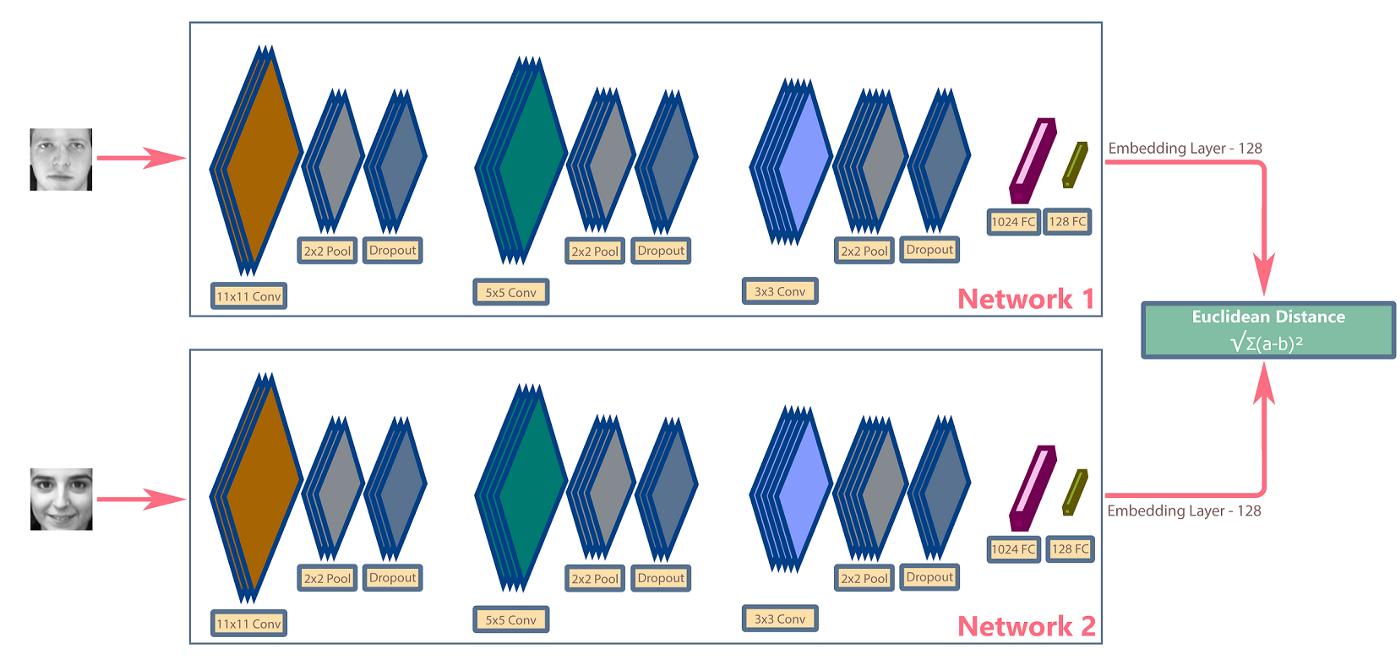 Embedding Layer - 128
1024 FC
128 FC
2x2 Pool
Dropout
2x2 Pool
Dropout
2x2 Pool
Dropout
11x11 Conv
5x5 Conv
3x3 Conv
Network 1
Euclidean Distance
√Σ(a-b)²
Embedding Layer - 128
1024 FC
128 FC
2x2 Pool
Dropout
2x2 Pool
Dropout
2x2 Pool
Dropout
11x11 Conv
5x5 Conv
3x3 Conv
Network 2